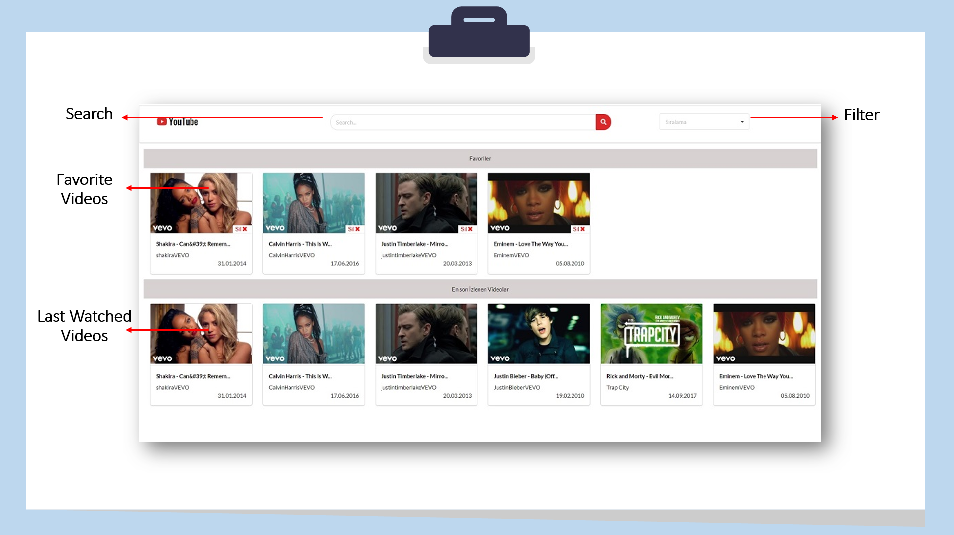 Search
YouTube
Search...
Sıralama
Filter
Favoriler
Favorite
Videos
vevo
Sil
vevo
Sil
vevo
Sil
vevo
Sil
Shakira - Can&#39;t Remem...
Calvin Harris - This Is W...
Justin Timberlake - Mirro...
Eminem - Love The Way You...
shakiraVEVO
CalvinHarrisVEVO
justintimberlakeVEVO
EminemVEVO
31.01.2014
17.06.2016
20.03.2013
05.08.2010
En son izlenen Videolar
Last Watched
Videos
vevo
vevo
vevo
vevo
RICK AND MORTY
TRAPCITY
vevo
Shakira - Can&#39;t Remem...
Calvin Harris - This Is W...
Justin Timberlake - Mirro...
Justin Bieber - Baby (Off...
Rick and Morty - Evil Mor...
Eminem - Love The Way You...
shakiraVEVO
CalvinHarrisVEVO
justintimberlakeVEVO
JustinBieberVEVO
Trap City
EminemVEVO
31.01.2014
17.06.2016
20.03.2013
19.02.2010
14.09.2017
05.08.2010